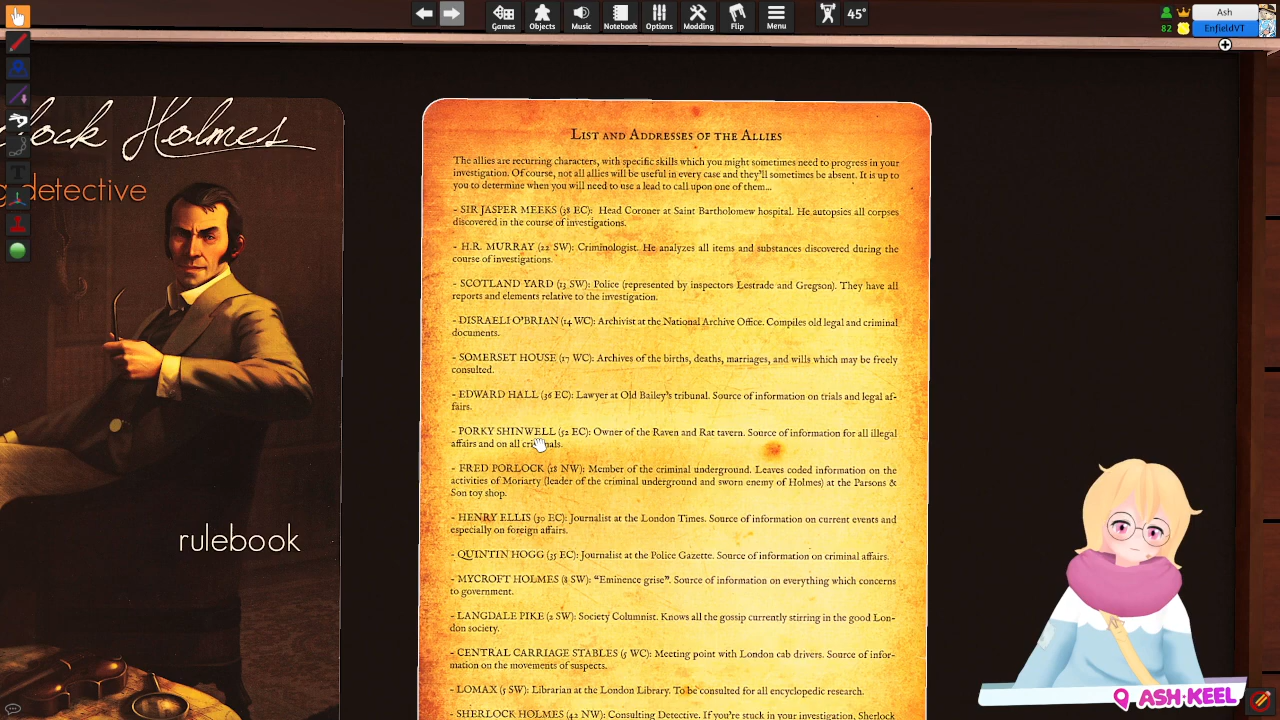 Games
Objects
Music
Notebook
Options
Modding
Flip
Menu
45°
Ash
82
EnfieldVT
lock Holmes
g detective
rulebook
List and Addresses of the Allies
The allies are recurring characters, with specific skills which you might sometimes need to progress in your
investigation. Of course, not all allies will be useful in every case and they'll sometimes be absent. It is up to
you to determine when you will need to use a lead to call upon one of them...
- SIR JASPER MEEKS (38 EC): Head Coroner at Saint Bartholomew hospital. He autopsies all corpses
discovered in the course of investigations.
- H.R. MURRAY (22 SW): Criminologist. He analyzes all items and substances discovered during the
course of investigations.
- SCOTLAND YARD (13 SW): Police (represented by inspectors Lestrade and Gregson). They have all
reports and elements relative to the investigation.
- DISRAELI O'BRIAN (14 WC): Archivist at the National Archive Office. Compiles old legal and criminal
documents.
- SOMERSET HOUSE (17 WC): Archives of the births, deaths, marriages, and wills which may be freely
consulted.
- EDWARD HALL (36 EC): Lawyer at Old Bailey's tribunal. Source of information on trials and legal af-
fairs.
- PORKY SHINWELL (52 EC): Owner of the Raven and Rat tavern. Source of information for all illegal
affairs and on all criminals.
- FRED PORLOCK (18 NW): Member of the criminal underground. Leaves coded information on the
activities of Moriarty (leader of the criminal underground and sworn enemy of Holmes) at the Parsons &
Son toy shop.
- HENRY ELLIS (30 EC): Journalist at the London Times. Source of information on current events and
especially on foreign affairs.
- QUINTIN HOGG (35 EC): Journalist at the Police Gazette. Source of information on criminal affairs.
- MYCROFT HOLMES (8 SW): "Eminence grise". Source of information on everything which concerns
to government.
- LANGDALE PIKE (2 SW): Society Columnist. Knows all the gossip currently stirring in the good Lon-
don society.
- CENTRAL CARRIAGE STABLES (5 WC): Meeting point with London cab drivers. Source of infor-
mation on the movements of suspects.
- LOMAX (5 SW): Librarian at the London Library. To be consulted for all encyclopedic research.
- SHERLOCK HOLMES (42 NW): Consulting Detective. If you're stuck in your investigation, Sherlock
ASH-KEEL